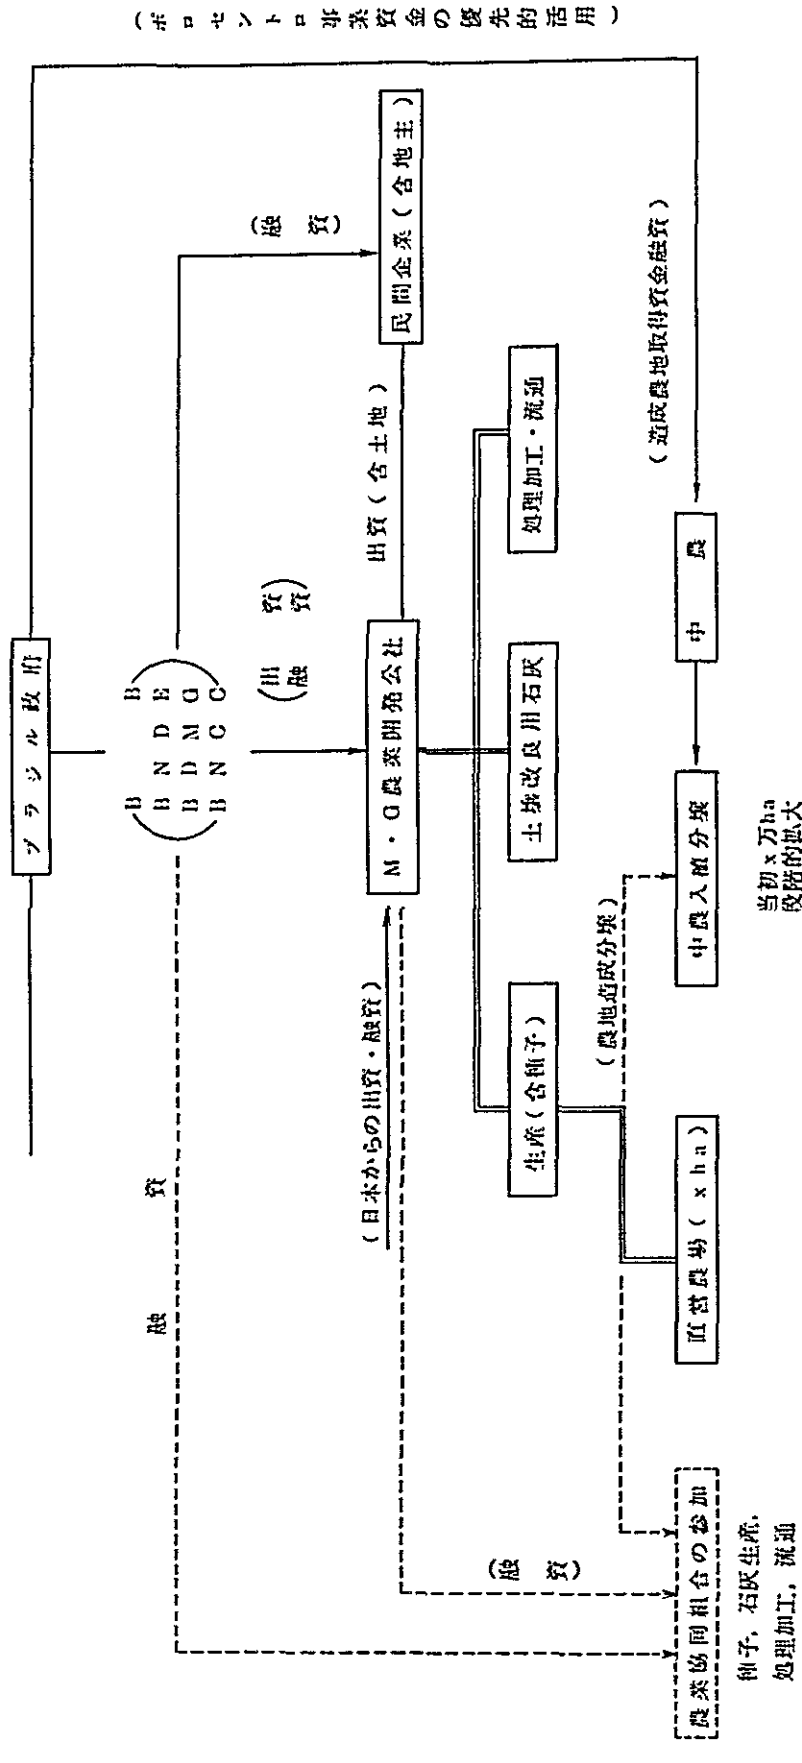 (ポロセントロ事業資金の優先的活用)
ブラジル政府
B B
B N D E
B D M G
B N C C
(融 資)
(出 資)
(融 資)
融 資
民間企業(含地主)
出資(含土地)
M・G農業開発公社
(日本からの出資・融資)
処理加工・流通
土壌改良用石灰
生産(含種子)
(融 資)
(農地造成分壌)
(造成農地取得資金融資)
中 農
中農入植分壌
当初x万ha
段階的拡大
直営農場(xha)
農業協同組合の参加
種子,石灰生産,
処理加工,流通